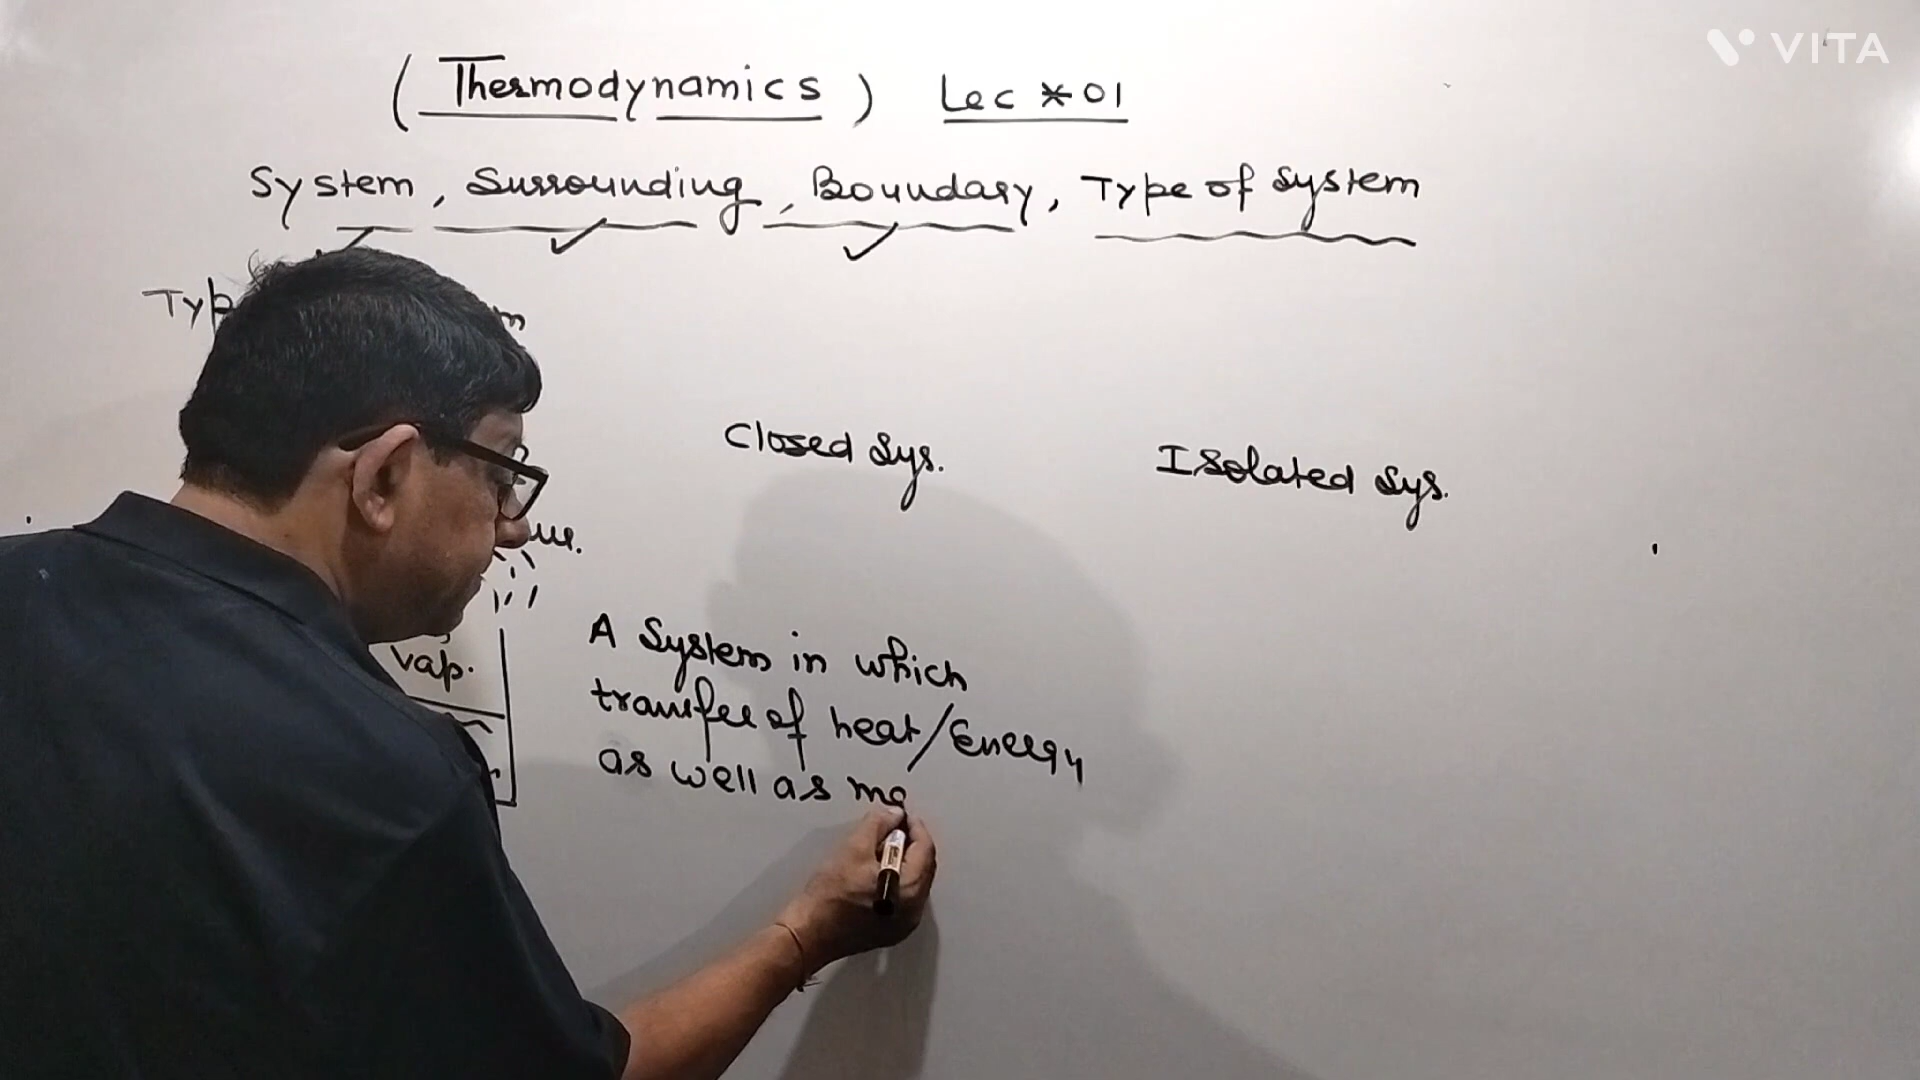 VITA
( Thermodynamics ) Lec * 01
System, Surrounding, Boundary, Type of System
Closed Sys.
Isolated Sys.
vap.
A System in which
transfer of heat/Energy
as well as ma